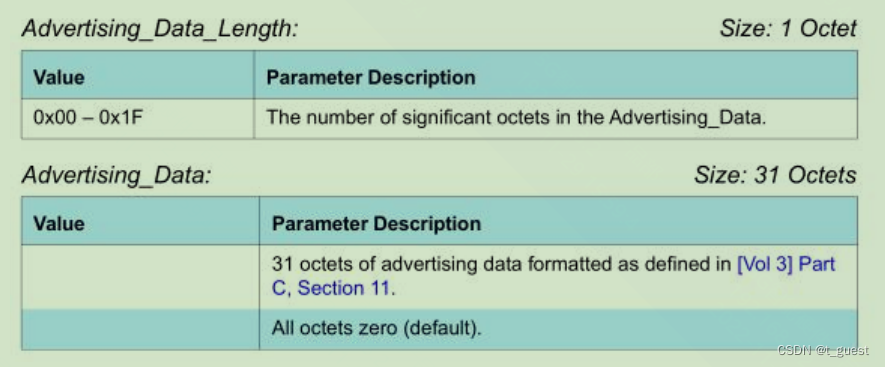 Advertising_Data_Length: Size: 1 Octet
Value Parameter Description
0x00 – 0x1F The number of significant octets in the Advertising_Data.
Advertising_Data: Size: 31 Octets
Value Parameter Description
31 octets of advertising data formatted as defined in [Vol 3] Part
C, Section 11.
All octets zero (default).
CSDN @t_guest